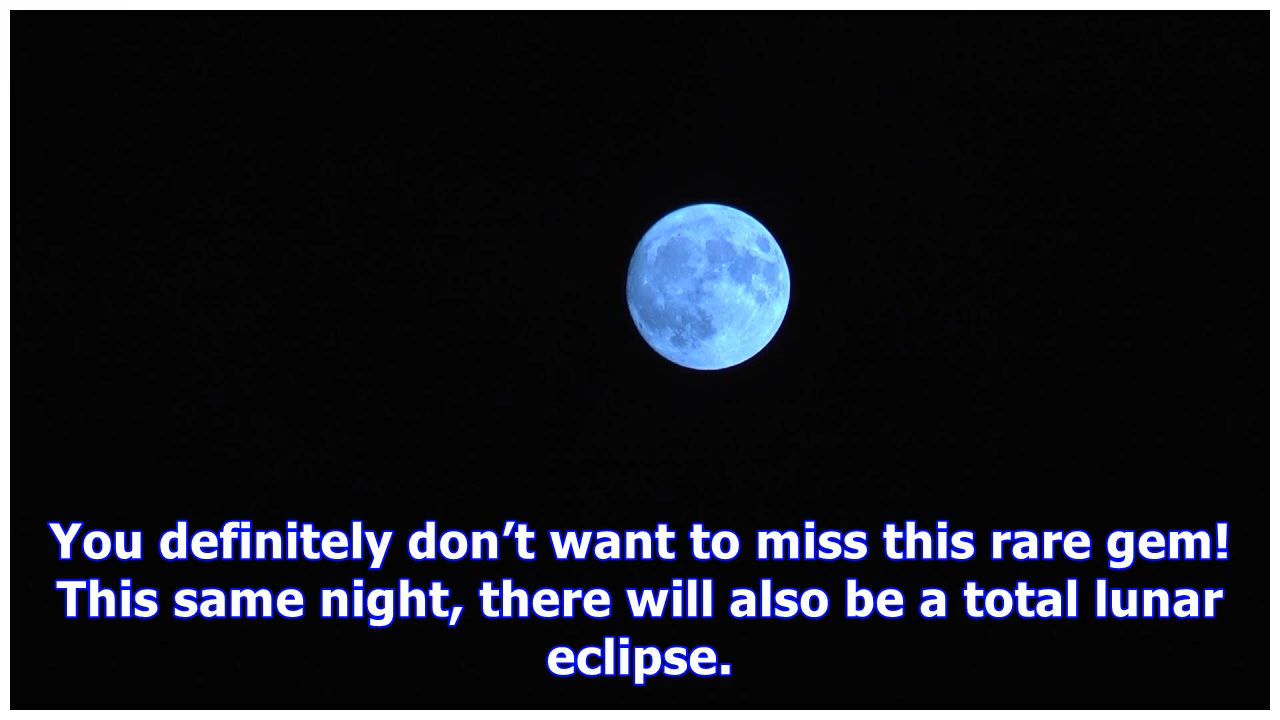 You definitely don’t want to miss this rare gem!
This same night, there will also be a total lunar
eclipse.